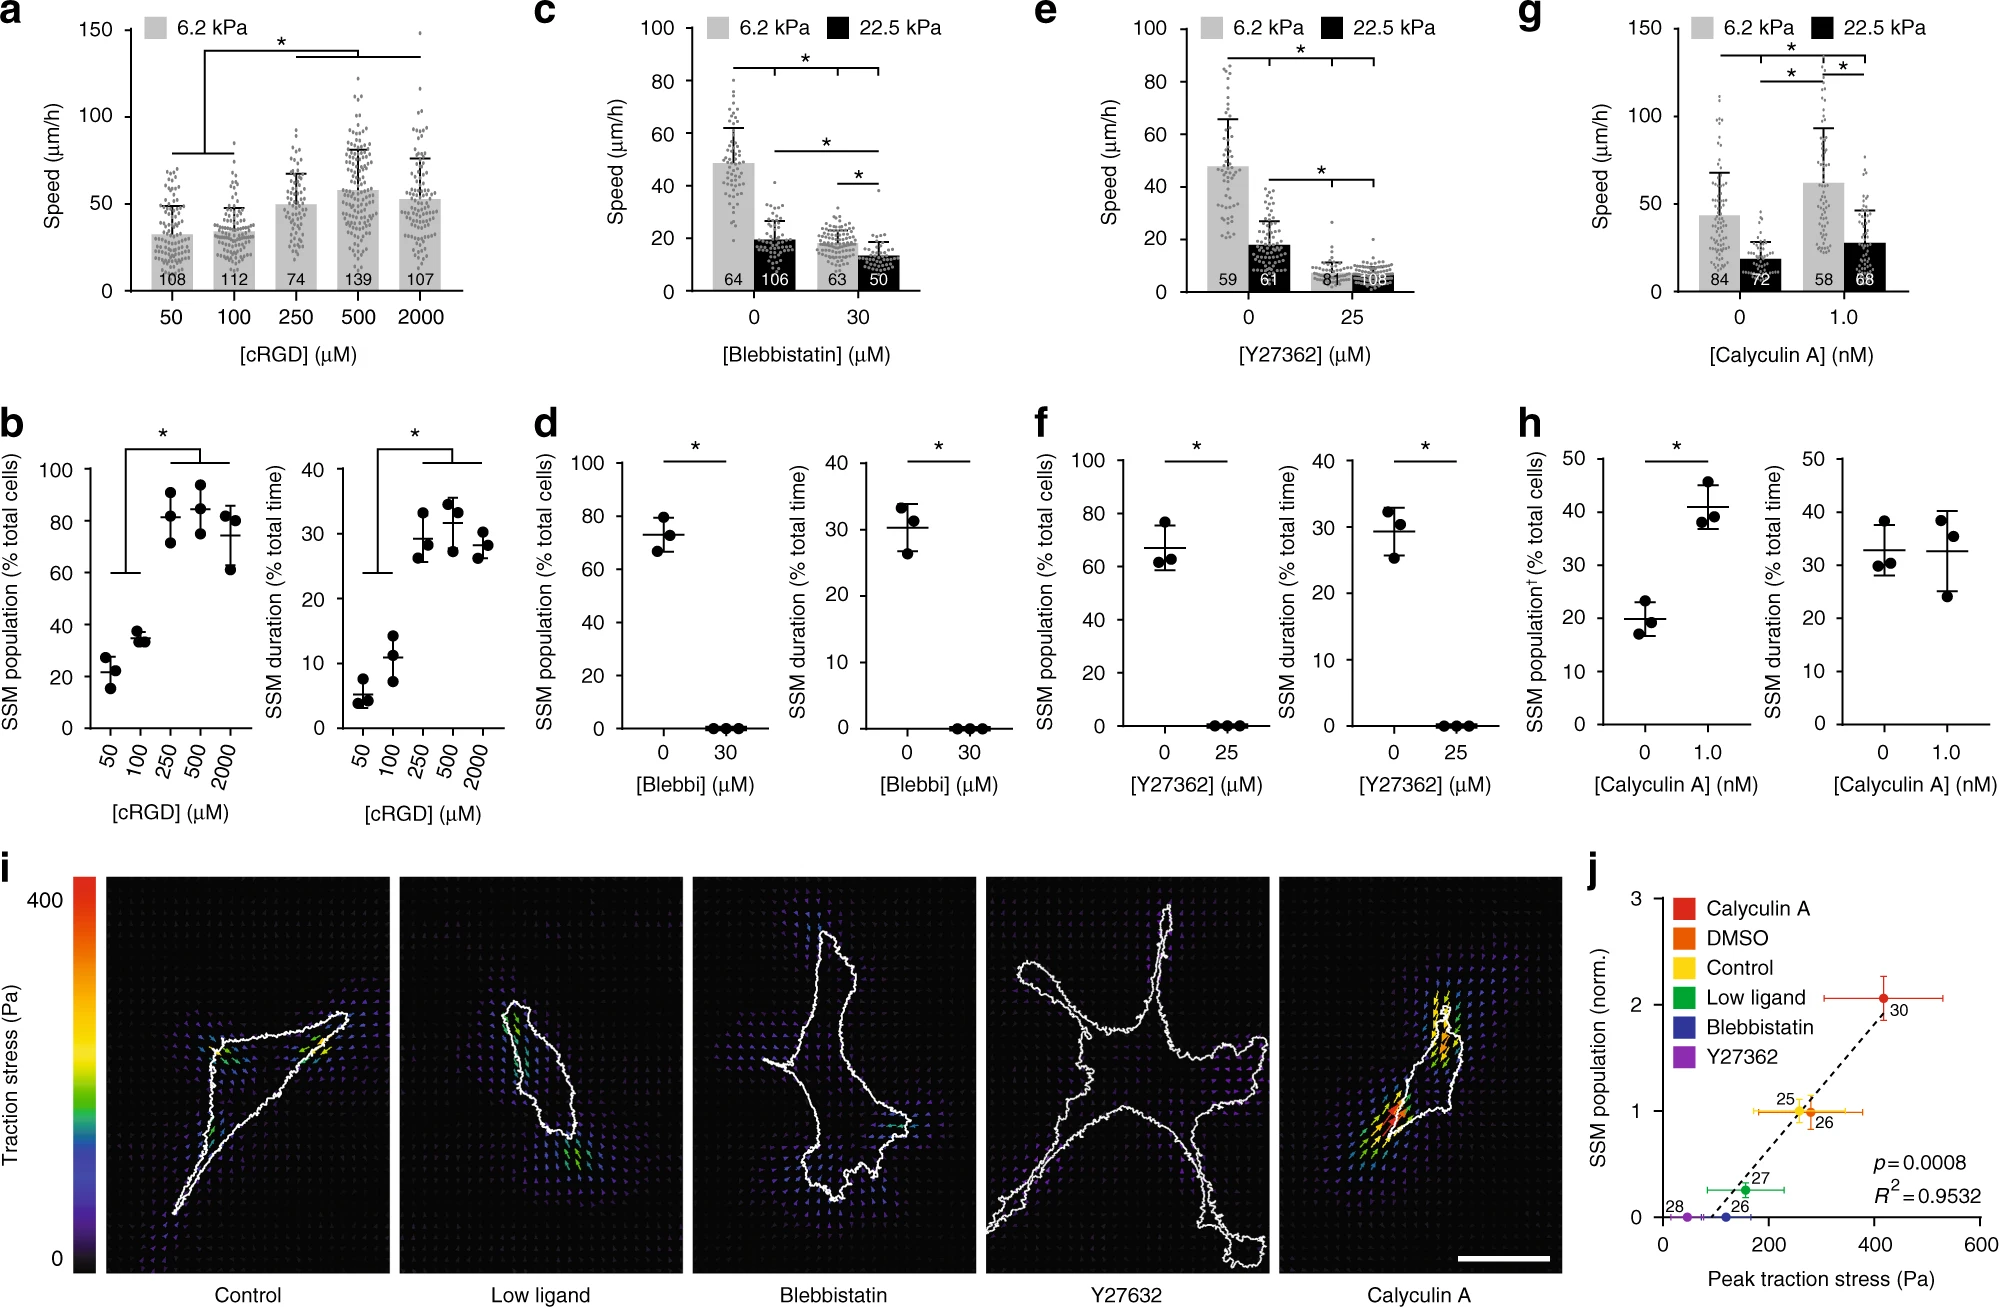 a
6.2 kPa
*
150
100
50
0
Speed (μm/h)
108 112 74 139 107
50 100 250 500 2000
[cRGD] (μM)
c
6.2 kPa 22.5 kPa
*
*
*
100
80
60
40
20
0
Speed (μm/h)
64 106 63 50
0 30
[Blebbistatin] (μM)
e
6.2 kPa 22.5 kPa
*
*
100
80
60
40
20
0
Speed (μm/h)
59 61 81 108
0 25
[Y27362] (μM)
g
6.2 kPa 22.5 kPa
*
* *
150
100
50
0
Speed (μm/h)
84 72 58 68
0 1.0
[Calyculin A] (nM)
b
*
100
80
60
40
20
0
SSM population (% total cells)
50 100 250 500 2000
[cRGD] (μM)
*
40
30
20
10
0
SSM duration (% total time)
50 100 250 500 2000
[cRGD] (μM)
d
*
100
80
60
40
20
0
SSM population (% total cells)
0 30
[Blebbi] (μM)
*
40
30
20
10
0
SSM duration (% total time)
0 30
[Blebbi] (μM)
f
*
100
80
60
40
20
0
SSM population (% total cells)
0 25
[Y27362] (μM)
*
40
30
20
10
0
SSM duration (% total time)
0 25
[Y27362] (μM)
h
*
50
40
30
20
10
0
SSM population† (% total cells)
0 1.0
[Calyculin A] (nM)
50
40
30
20
10
0
SSM duration (% total time)
0 1.0
[Calyculin A] (nM)
i
400
0
Traction stress (Pa)
Control
Low ligand
Blebbistatin
Y27632
Calyculin A
j
3
2
1
0
SSM population (norm.)
Calyculin A
DMSO
Control
Low ligand
Blebbistatin
Y27362
30
25
26
27
28
26
p=0.0008
R²=0.9532
0 200 400 600
Peak traction stress (Pa)